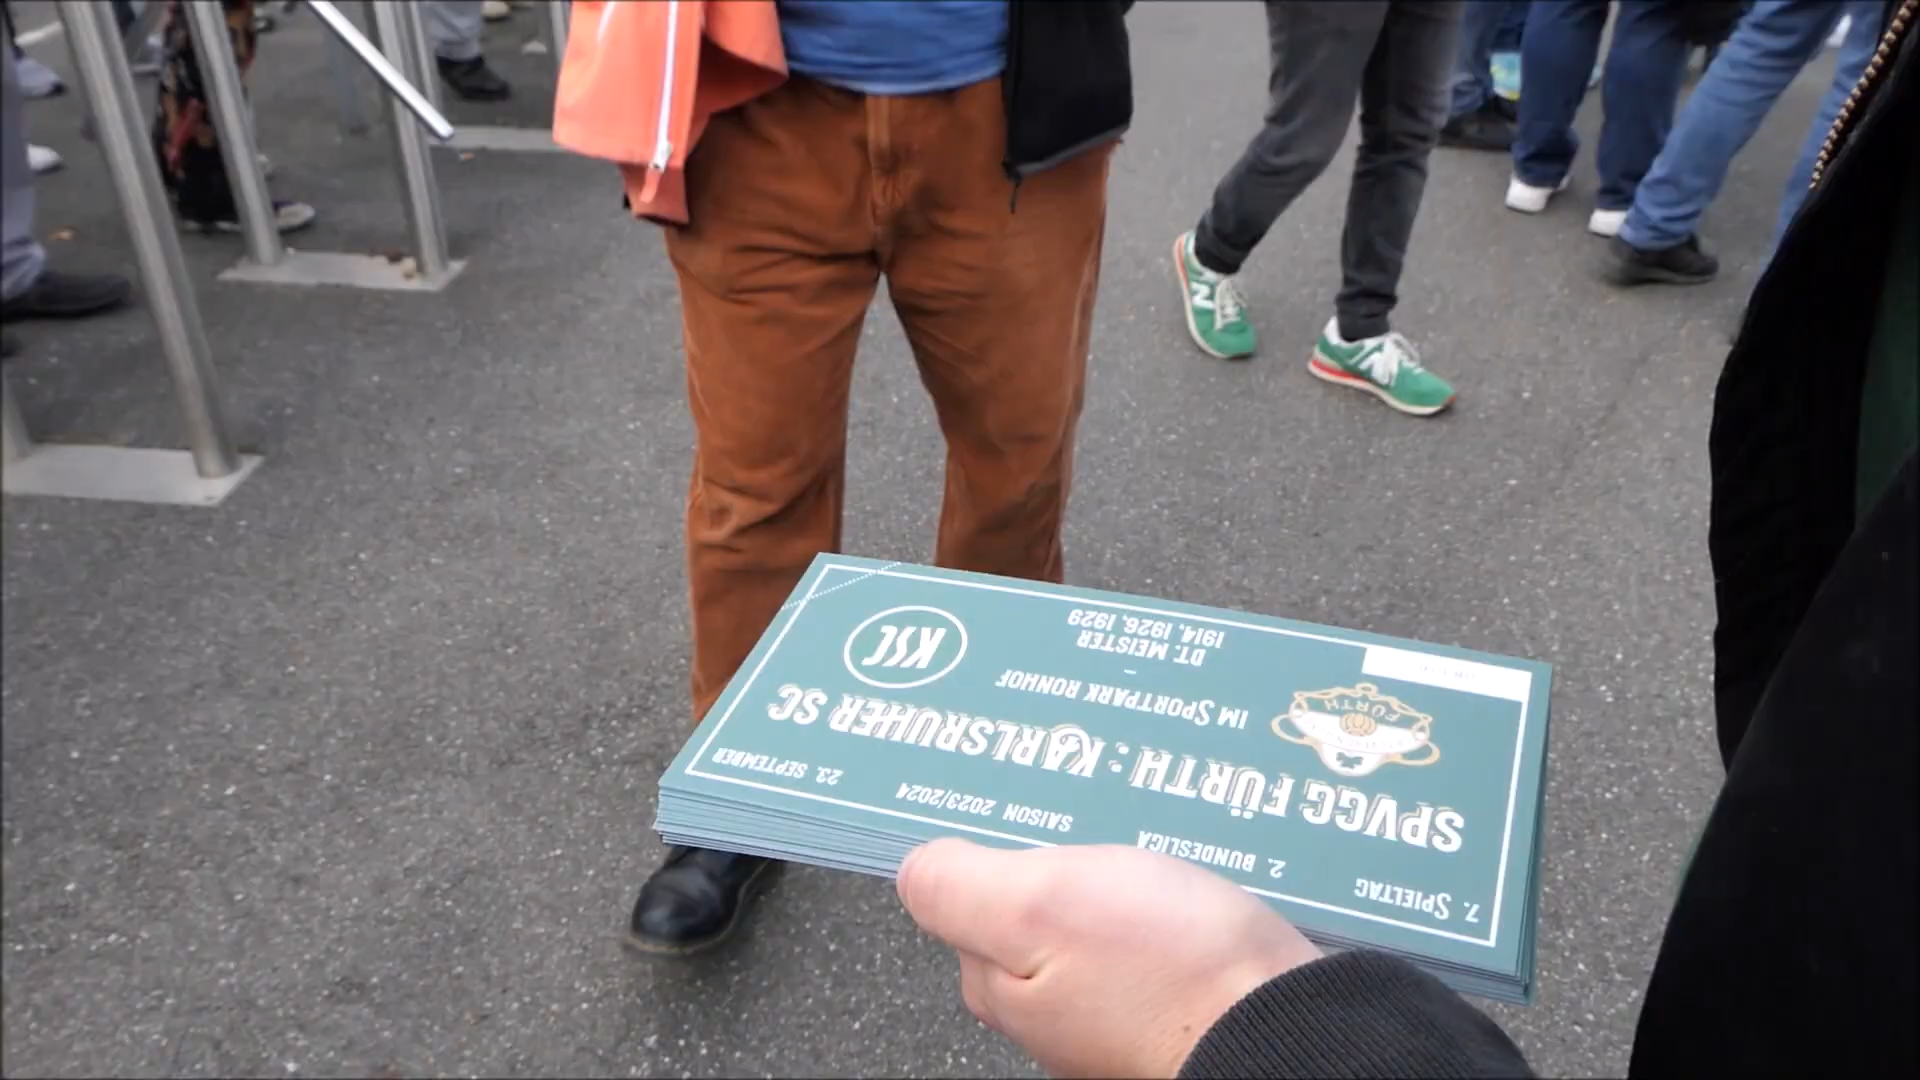 7. SPIELTAG
2. BUNDESLIGA
SAISON 2023/2024
23. SEPTEMBER
SPVGG FÜRTH : KARLSRUHER SC
IM SPORTPARK RONHOF
–
DT. MEISTER
1914, 1926, 1929
KSC
FÜRTH
N
N